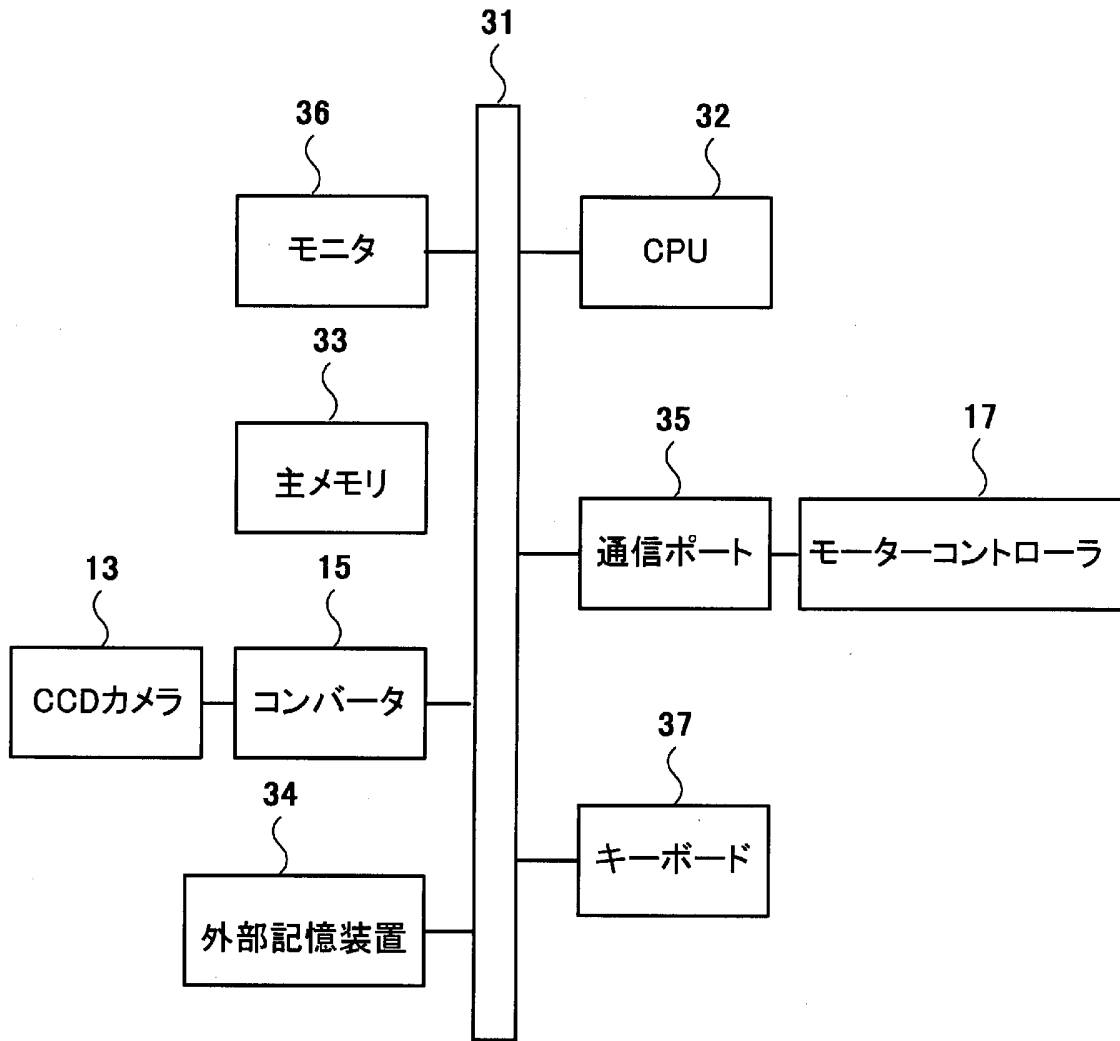 31
36
32
モニタ
CPU
33
35
17
主メモリ
通信ポート
モーターコントローラ
13
15
CCDカメラ
コンバータ
37
34
キーボード
外部記憶装置